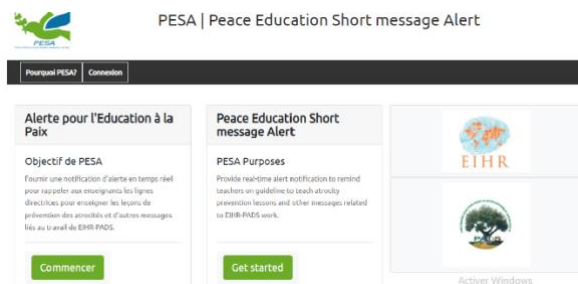 PESA | Peace Education Short message Alert
PESA
Pourquoi PESA?
Connexion
Alerte pour l'Education à la
Paix
Objectif de PESA
Fournir une notification d'alerte en temps réel
pour rappeler aux enseignants les lignes
directrices pour enseigner les leçons de
prévention des atrocités et d'autres messages
liés au travail de EIHR-PADS.
Commencer
Peace Education Short
message Alert
PESA Purposes
Provide real-time alert notification to remind
teachers on guideline to teach atrocity
prevention lessons and other messages related
to EIHR-PADS work.
Get started
EIHR
Activer Windows